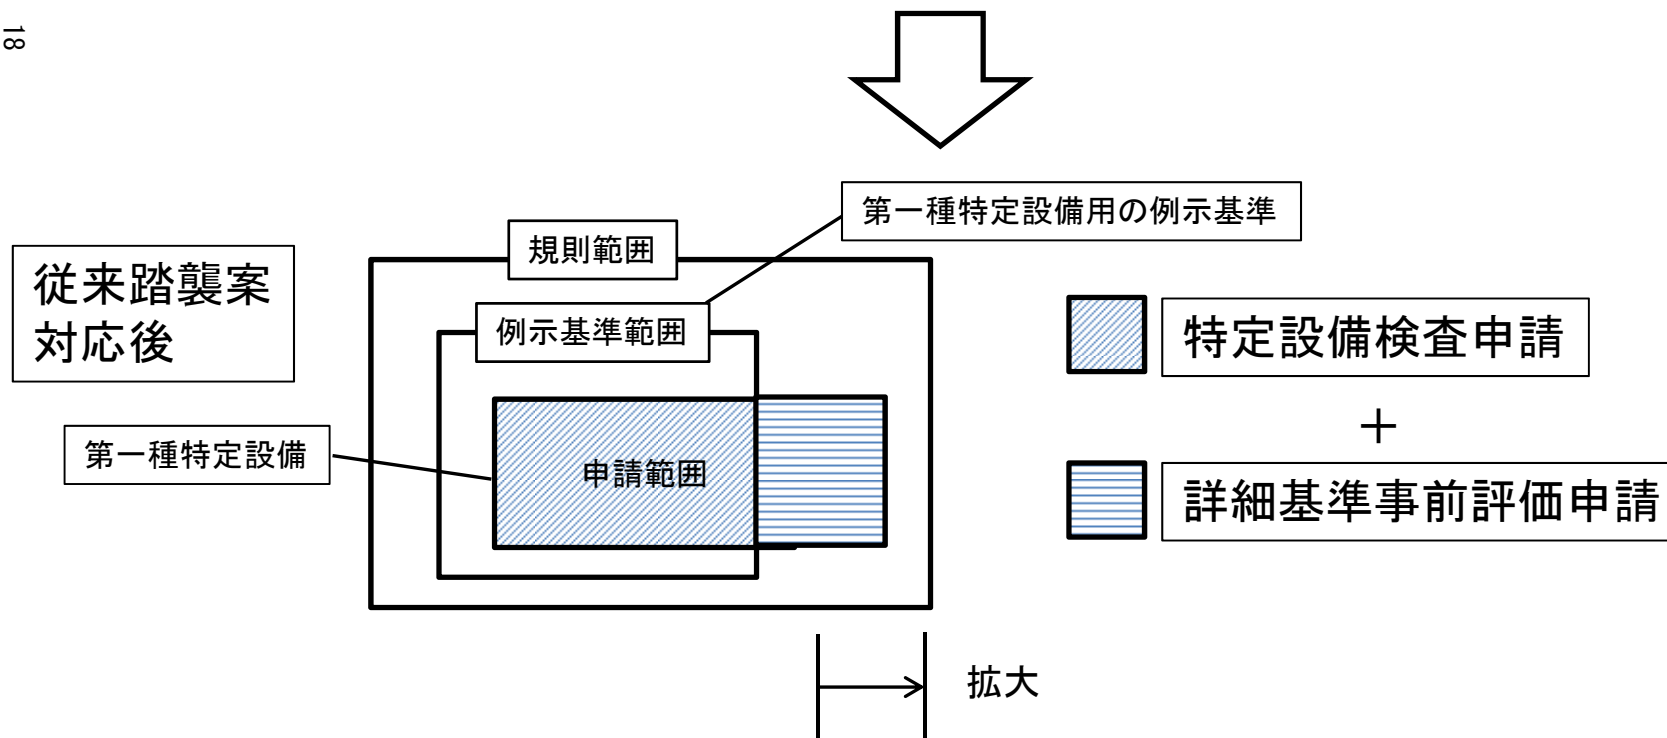 18
第一種特定設備用の例示基準
規則範囲
従来踏襲案
対応後
例示基準範囲
特定設備検査申請
+
第一種特定設備
申請範囲
詳細基準事前評価申請
拡大